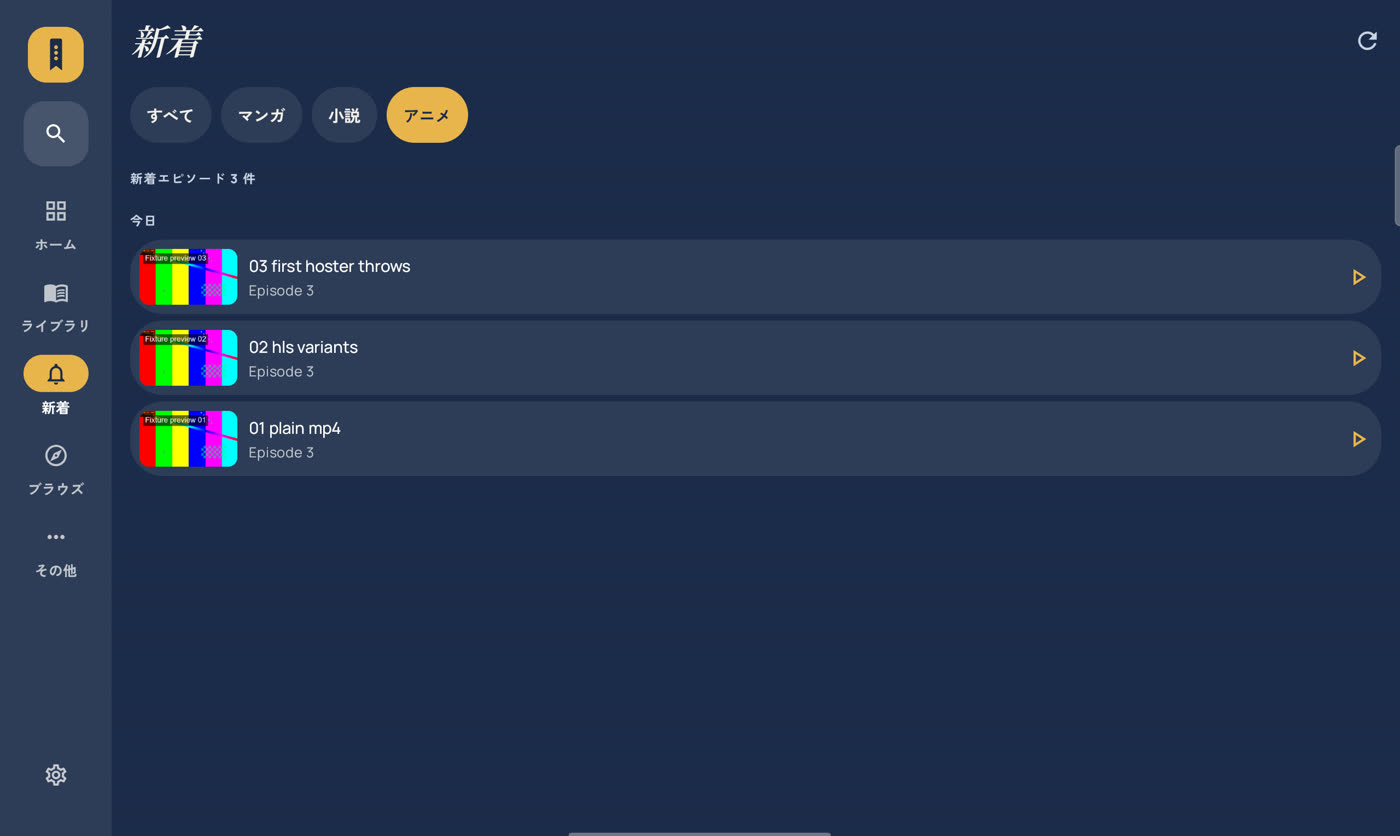 新着
すべて
マンガ
小説
アニメ
新着エピソード 3 件
今日
Fixture preview 03
03 first hoster throws
Episode 3
Fixture preview 02
02 hls variants
Episode 3
Fixture preview 01
01 plain mp4
Episode 3
ホーム
ライブラリ
新着
ブラウズ
その他